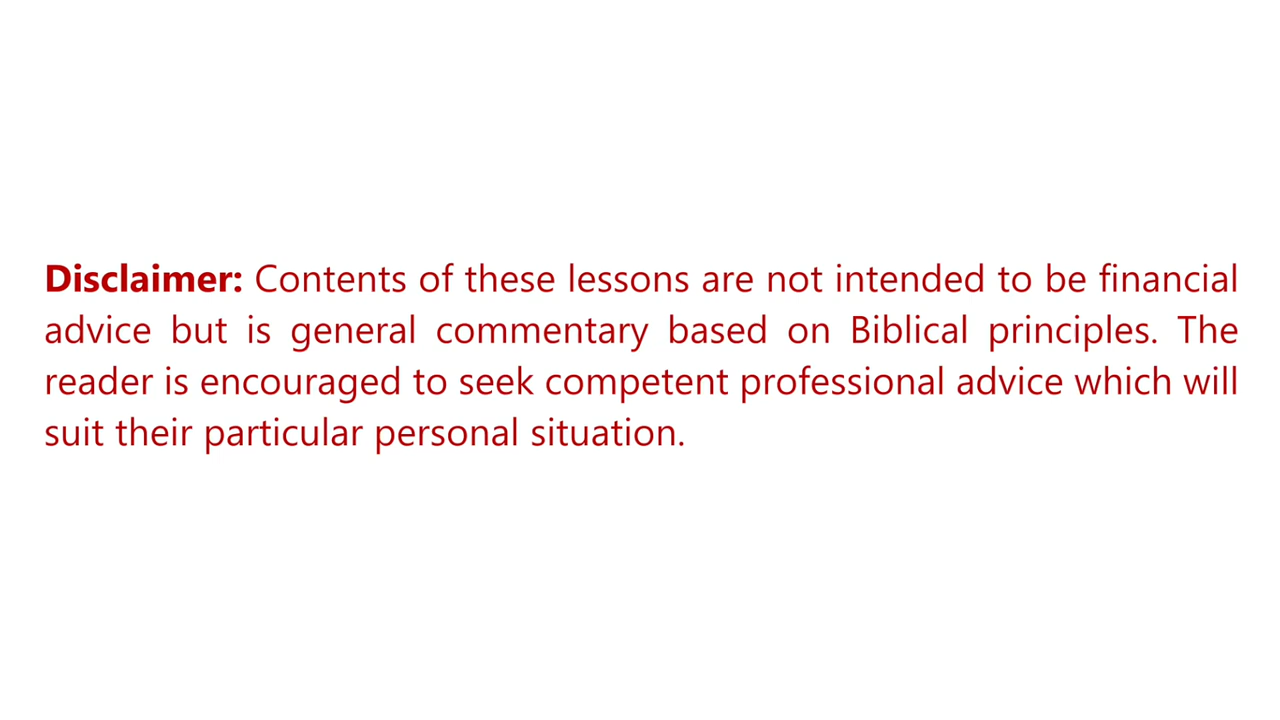 Disclaimer: Contents of these lessons are not intended to be financial
advice but is general commentary based on Biblical principles. The
reader is encouraged to seek competent professional advice which will
suit their particular personal situation.